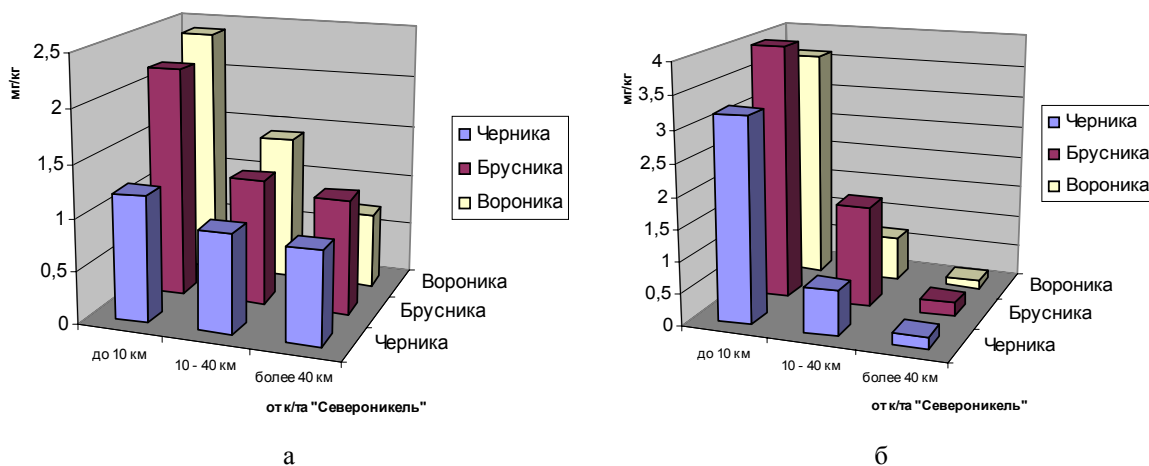 мг/кг
2,5
2
1,5
1
0,5
0
до 10 км
10 - 40 км
более 40 км
от к/та "Североникель"
Черника
Брусника
Вороника
Вороника
Брусника
Черника
а
мг/кг
4
3,5
3
2,5
2
1,5
1
0,5
0
до 10 км
10 - 40 км
более 40 км
от к/та "Североникель"
Черника
Брусника
Вороника
Вороника
Брусника
Черника
б